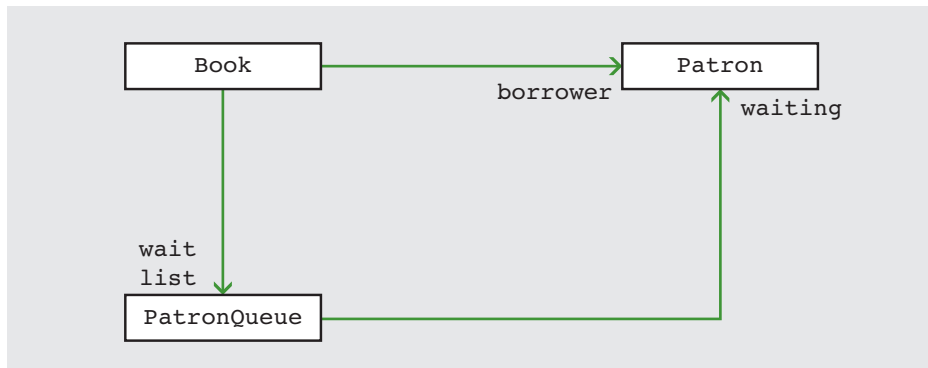 Book
Patron
borrower
waiting
wait
list
PatronQueue